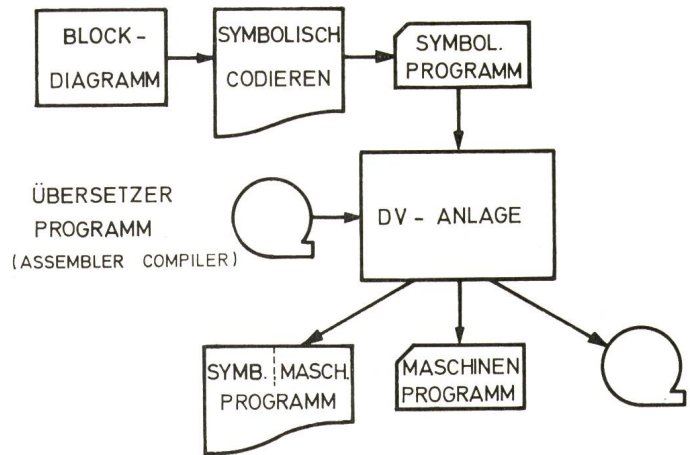 BLOCK-
DIAGRAMM
SYMBOLISCH
CODIEREN
SYMBOL.
PROGRAMM
ÜBERSETZER
PROGRAMM
(ASSEMBLER COMPILER)
DV - ANLAGE
SYMB. MASCH.
PROGRAMM
MASCHINEN
PROGRAMM